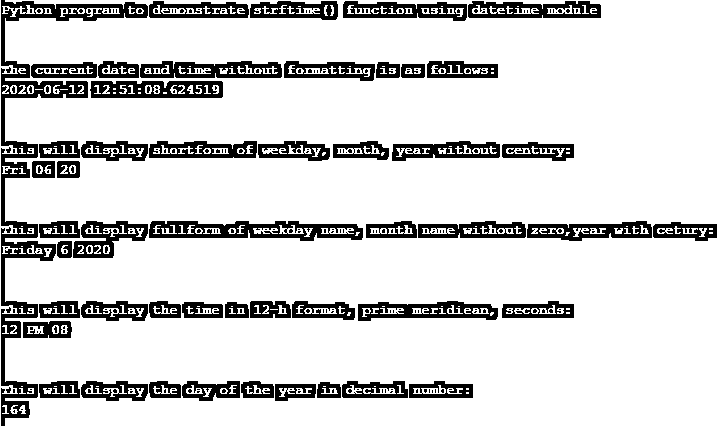 Python program to demonstrate strftime() function using datetime module
The current date and time without formatting is as follows:
2020-06-12 12:51:08.624519
This will display shortform of weekday, month, year without century:
Fri 06 20
This will display fullform of weekday name, month name without zero,year with cetury:
Friday 6 2020
This will display the time in 12-h format, prime meridiean, seconds:
12 PM 08
This will display the day of the year in decimal number:
164